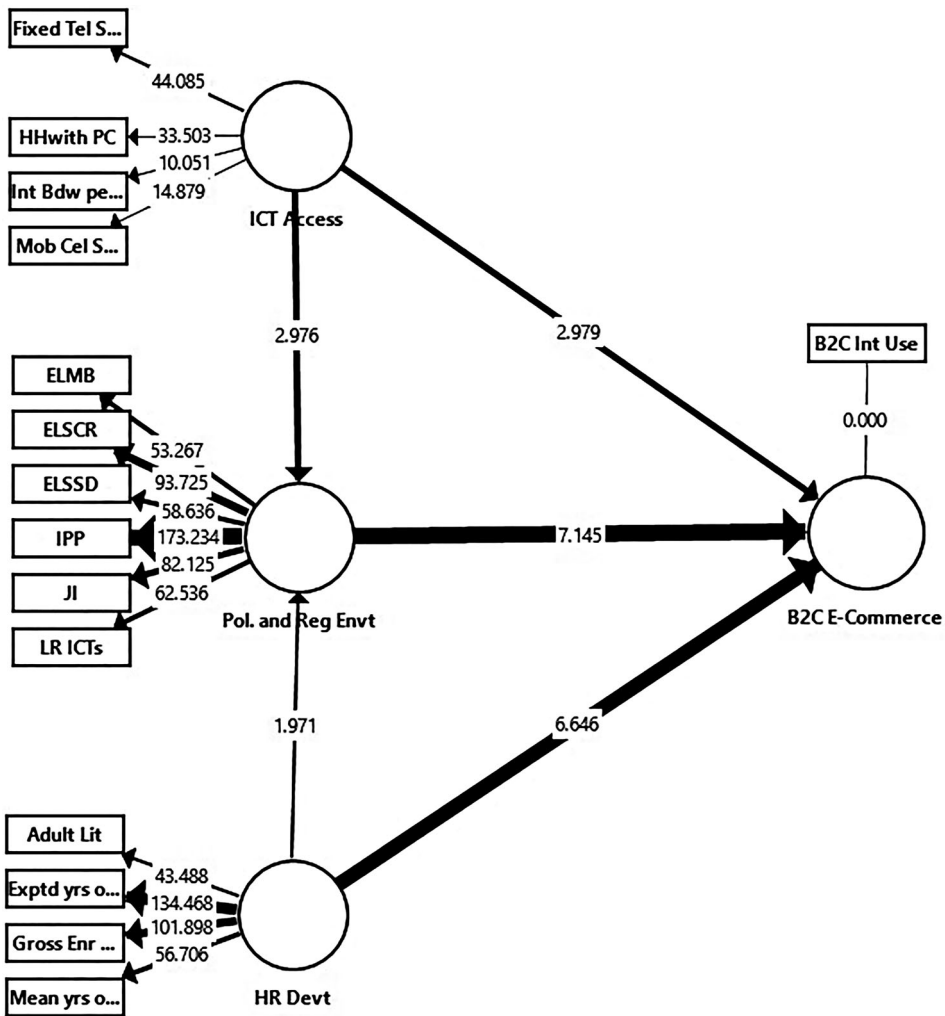 Fixed Tel S...
44.085
HHwith PC
33.503
10.051
Int Bdw pe...
14.879
ICT Access
Mob Cel S...
2.976
2.979
B2C Int Use
ELMB
0.000
ELSCR
53.267
93.725
ELSSD
58.636
IPP
173.234
7.145
82.125
JI
62.536
Pol. and Reg Envt
B2C E-Commerce
LR ICTs
1.971
6.646
Adult Lit
43.488
Exptd yrs o...
134.468
101.898
Gross Enr ...
56.706
Mean yrs o...
HR Devt